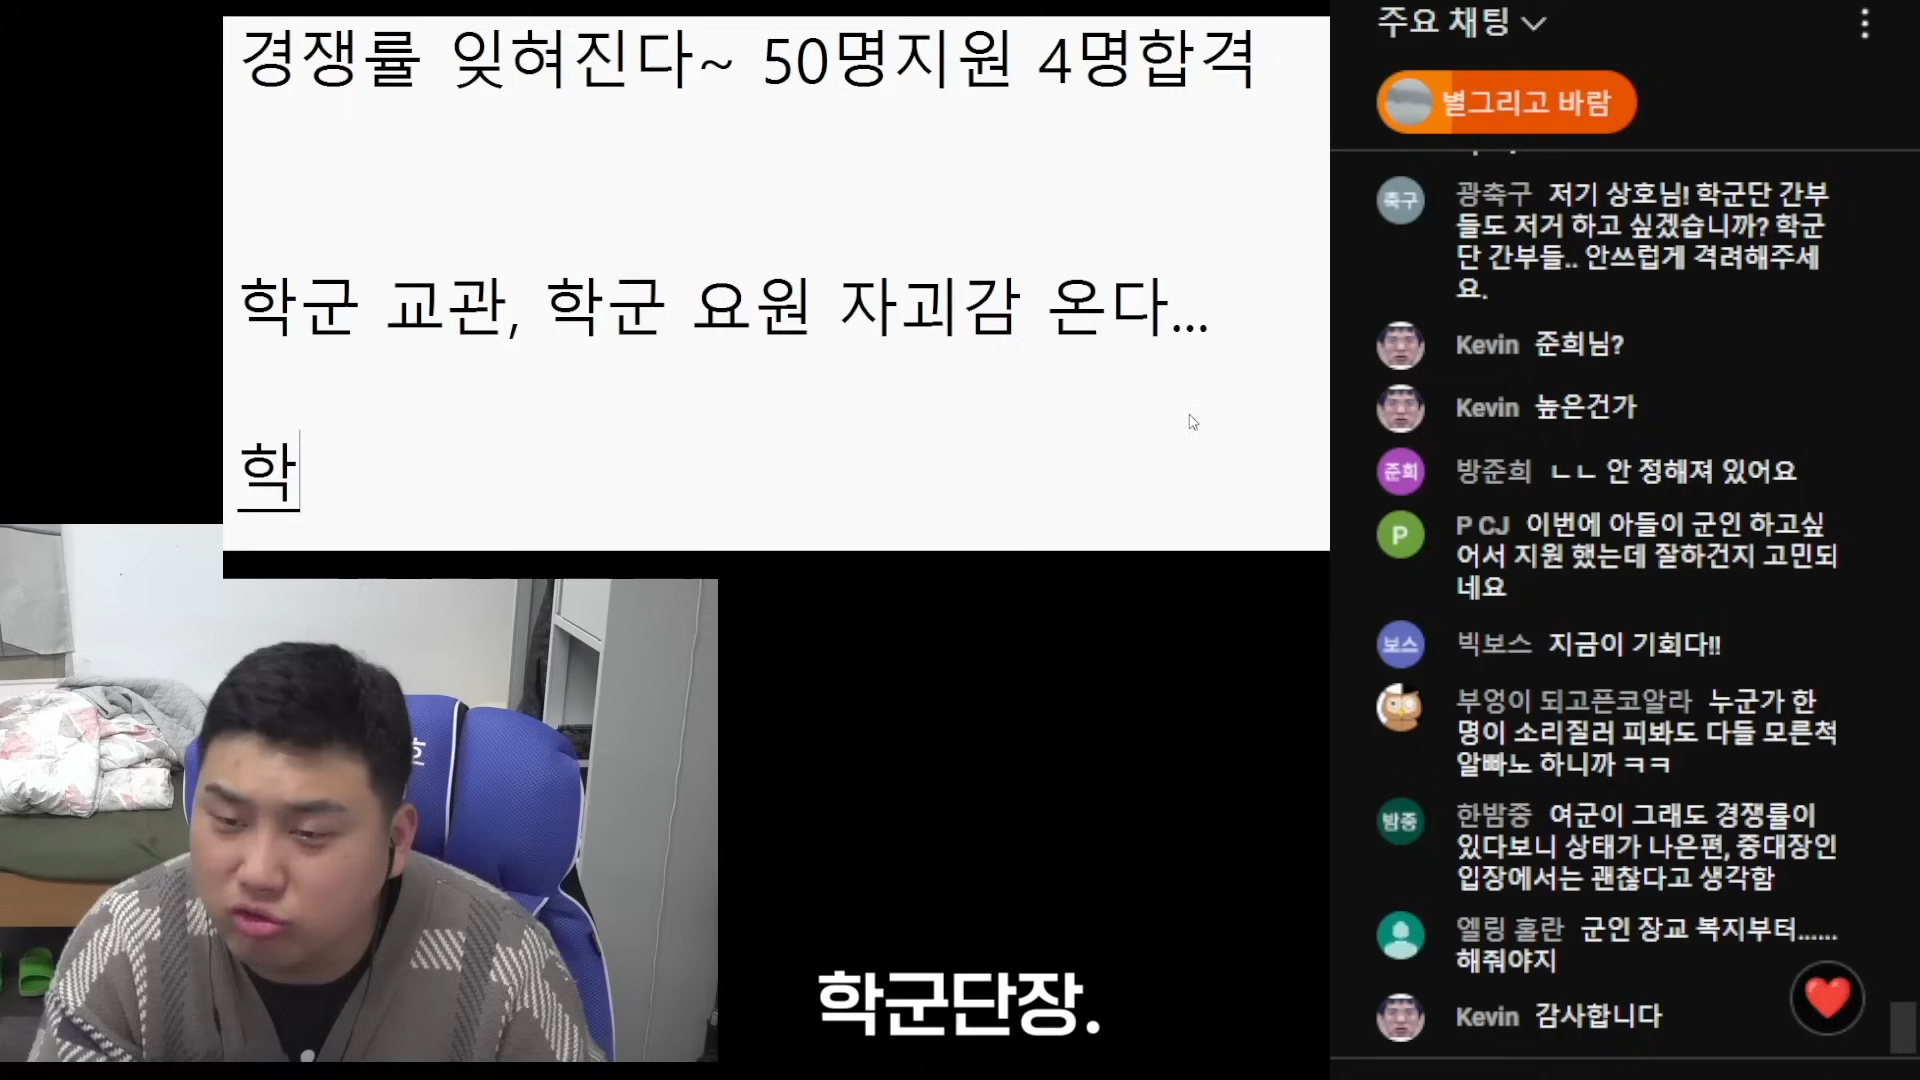 경쟁률 잊혀진다~ 50명지원 4명합격
학군 교관, 학군 요원 자괴감 온다...
학
호
학군단장.
주요 채팅
별그리고 바람
축구
광축구 저기 상호님! 학군단 간부
들도 저거 하고 싶겠습니까? 학군
단 간부들.. 안쓰럽게 격려해주세
요.
Kevin 준희님?
Kevin 높은건가
준희
방준희 ㄴㄴ 안 정해져 있어요
P
P CJ 이번에 아들이 군인 하고싶
어서 지원 했는데 잘하건지 고민되
네요
보스
빅보스 지금이 기회다!!
부엉이 되고픈코알라 누군가 한
명이 소리질러 피봐도 다들 모른척
알빠노 하니까 ㅋㅋ
밤중
한밤중 여군이 그래도 경쟁률이
있다보니 상태가 나은편, 중대장인
입장에서는 괜찮다고 생각함
엘링 홀란 군인 장교 복지부터......
해줘야지
Kevin 감사합니다